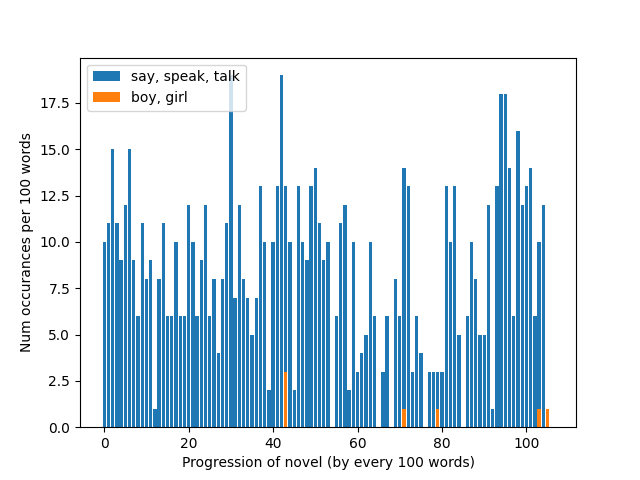 say, speak, talk
boy, girl
17.5
15.0
12.5
10.0
7.5
5.0
2.5
0.0
Num occurances per 100 words
0 20 40 60 80 100
Progression of novel (by every 100 words)